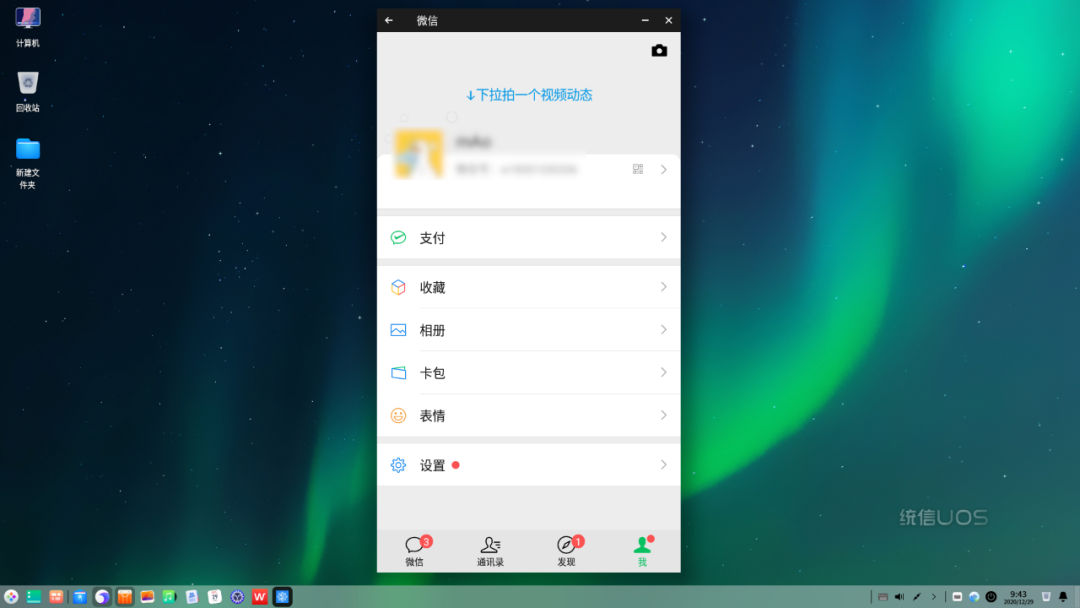 计算机
回收站
新建文
件夹
微信
↓下拉拍一个视频动态
支付
收藏
相册
卡包
表情
设置
3
微信
通讯录
1
发现
我
统信UOS
W
9:43
2020/12/29